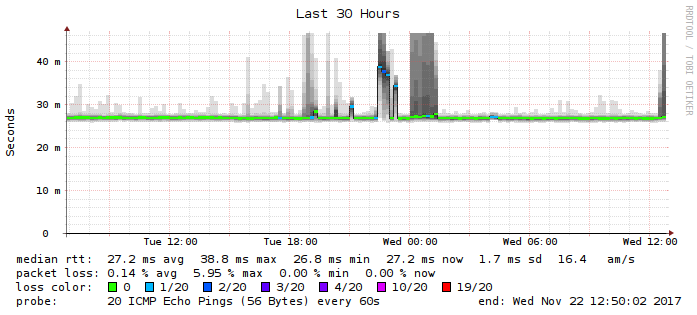 Last 30 Hours
RRDTOOL / TOBI OETIKER
Seconds
40 m
30 m
20 m
10 m
0
Tue 12:00 Tue 18:00 Wed 00:00 Wed 06:00 Wed 12:00
median rtt: 27.2 ms avg 38.8 ms max 26.8 ms min 27.2 ms now 1.7 ms sd 16.4 am/s
packet loss: 0.14 % avg 5.95 % max 0.00 % min 0.00 % now
loss color: 0 1/20 2/20 3/20 4/20 10/20 19/20
probe: 20 ICMP Echo Pings (56 Bytes) every 60s end: Wed Nov 22 12:50:02 2017